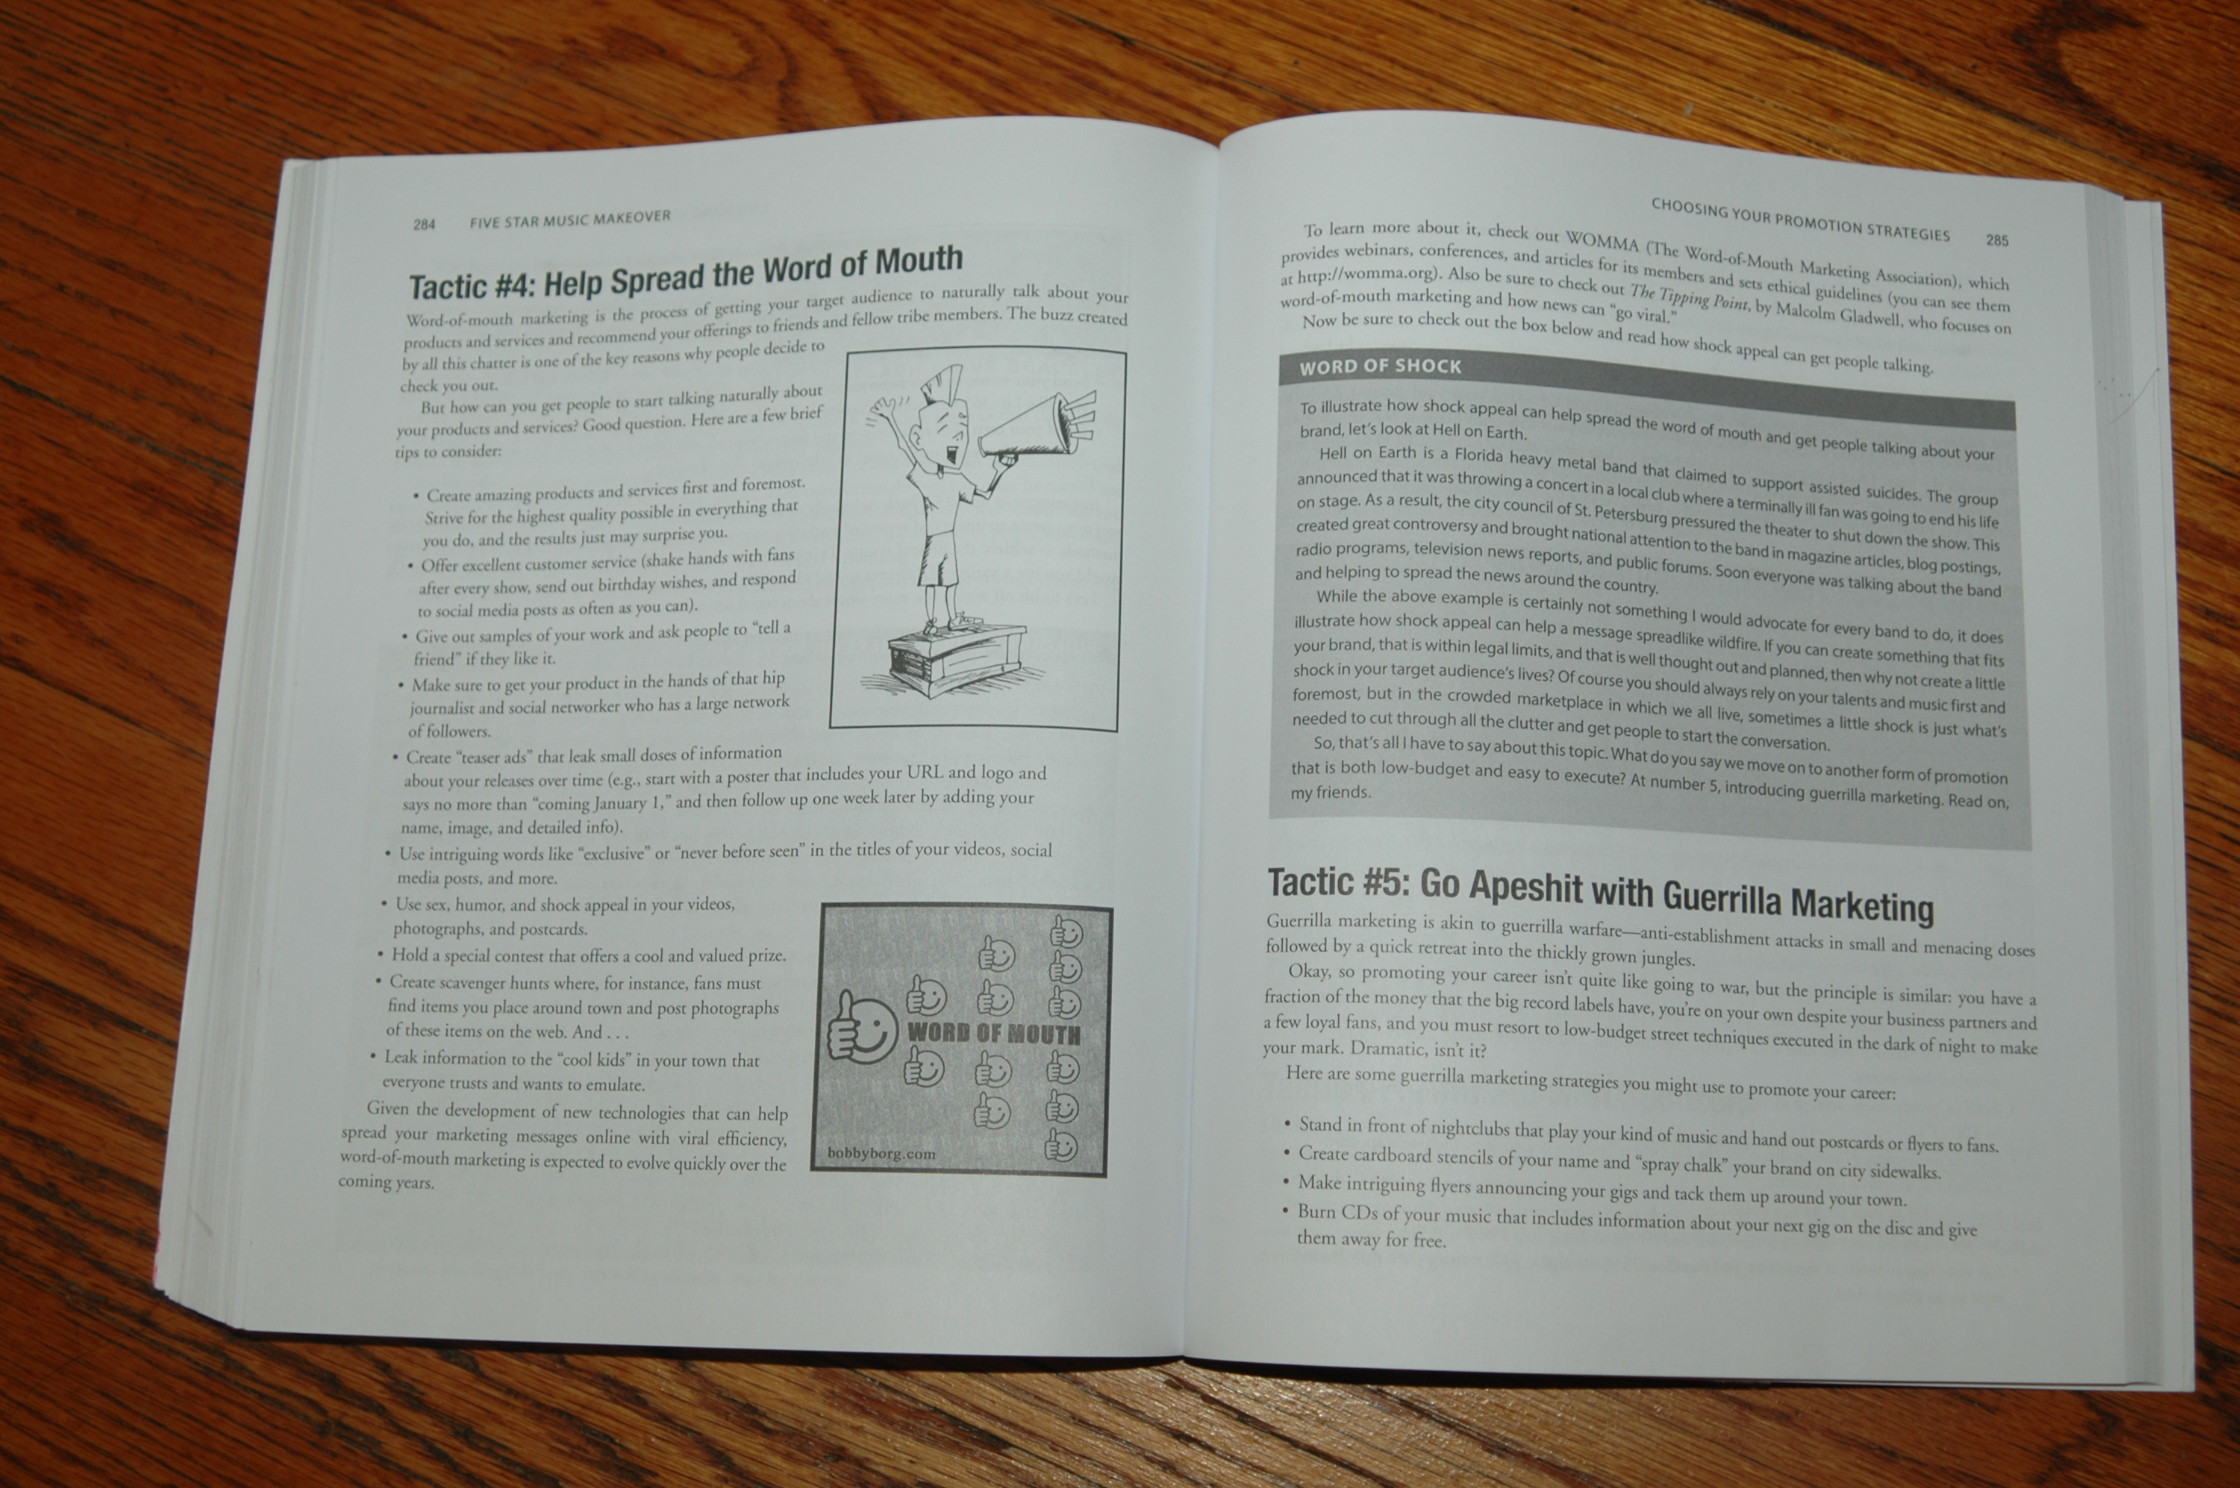 284 FIVE STAR MUSIC MAKEOVER
Tactic #4: Help Spread the Word of Mouth
Word-of-mouth marketing is the process of getting your target audience to naturally talk about your
products and services and recommend your offerings to friends and fellow tribe members. The buzz created
by all this chatter is one of the key reasons why people decide to
check you out.
But how can you get people to start talking naturally about
your products and services? Good question. Here are a few brief
tips to consider:
• Create amazing products and services first and foremost.
Strive for the highest quality possible in everything that
you do, and the results just may surprise you.
• Offer excellent customer service (shake hands with fans
after every show, send out birthday wishes, and respond
to social media posts as often as you can).
• Give out samples of your work and ask people to “tell a
friend” if they like it.
• Make sure to get your product in the hands of that hip
journalist and social networker who has a large network
of followers.
• Create “teaser ads” that leak small doses of information
about your releases over time (e.g., start with a poster that includes your URL and logo and
says no more than “coming January 1,” and then follow up one week later by adding your
name, image, and detailed info).
• Use intriguing words like “exclusive” or “never before seen” in the titles of your videos, social
media posts, and more.
• Use sex, humor, and shock appeal in your videos,
photographs, and postcards.
• Hold a special contest that offers a cool and valued prize.
• Create scavenger hunts where, for instance, fans must
find items you place around town and post photographs
of these items on the web. And . . .
• Leak information to the “cool kids” in your town that
everyone trusts and wants to emulate.
Given the development of new technologies that can help
spread your marketing messages online with viral efficiency,
word-of-mouth marketing is expected to evolve quickly over the
coming years.
WORD OF MOUTH
bobbyborg.com
CHOOSING YOUR PROMOTION STRATEGIES 285
To learn more about it, check out WOMMA (The Word-of-Mouth Marketing Association), which
provides webinars, conferences, and articles for its members and sets ethical guidelines (you can see them
at http://womma.org). Also be sure to check out The Tipping Point, by Malcolm Gladwell, who focuses on
word-of-mouth marketing and how news can “go viral.”
Now be sure to check out the box below and read how shock appeal can get people talking.
WORD OF SHOCK
To illustrate how shock appeal can help spread the word of mouth and get people talking about your
brand, let’s look at Hell on Earth.
Hell on Earth is a Florida heavy metal band that claimed to support assisted suicides. The group
announced that it was throwing a concert in a local club where a terminally ill fan was going to end his life
on stage. As a result, the city council of St. Petersburg pressured the theater to shut down the show. This
created great controversy and brought national attention to the band in magazine articles, blog postings,
radio programs, television news reports, and public forums. Soon everyone was talking about the band
and helping to spread the news around the country.
While the above example is certainly not something I would advocate for every band to do, it does
illustrate how shock appeal can help a message spreadlike wildfire. If you can create something that fits
your brand, that is within legal limits, and that is well thought out and planned, then why not create a little
shock in your target audience’s lives? Of course you should always rely on your talents and music first and
foremost, but in the crowded marketplace in which we all live, sometimes a little shock is just what’s
needed to cut through all the clutter and get people to start the conversation.
So, that’s all I have to say about this topic. What do you say we move on to another form of promotion
that is both low-budget and easy to execute? At number 5, introducing guerrilla marketing. Read on,
my friends.
Tactic #5: Go Apeshit with Guerrilla Marketing
Guerrilla marketing is akin to guerrilla warfare—anti-establishment attacks in small and menacing doses
followed by a quick retreat into the thickly grown jungles.
Okay, so promoting your career isn’t quite like going to war, but the principle is similar: you have a
fraction of the money that the big record labels have, you’re on your own despite your business partners and
a few loyal fans, and you must resort to low-budget street techniques executed in the dark of night to make
your mark. Dramatic, isn’t it?
Here are some guerrilla marketing strategies you might use to promote your career:
• Stand in front of nightclubs that play your kind of music and hand out postcards or flyers to fans.
• Create cardboard stencils of your name and “spray chalk” your brand on city sidewalks.
• Make intriguing flyers announcing your gigs and tack them up around your town.
• Burn CDs of your music that includes information about your next gig on the disc and give
them away for free.